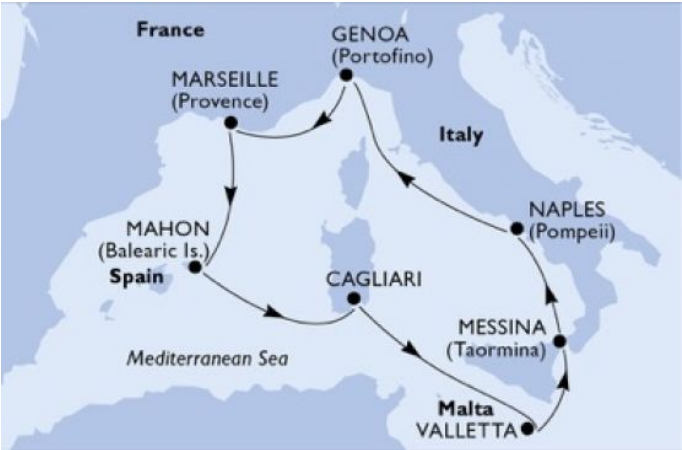 France
GENOA
(Portofino)
MARSEILLE
(Provence)
Italy
NAPLES
(Pompeii)
MAHON
(Balearic Is.)
Spain
CAGLIARI
MESSINA
(Taormina)
Mediterranean Sea
Malta
VALLETTA